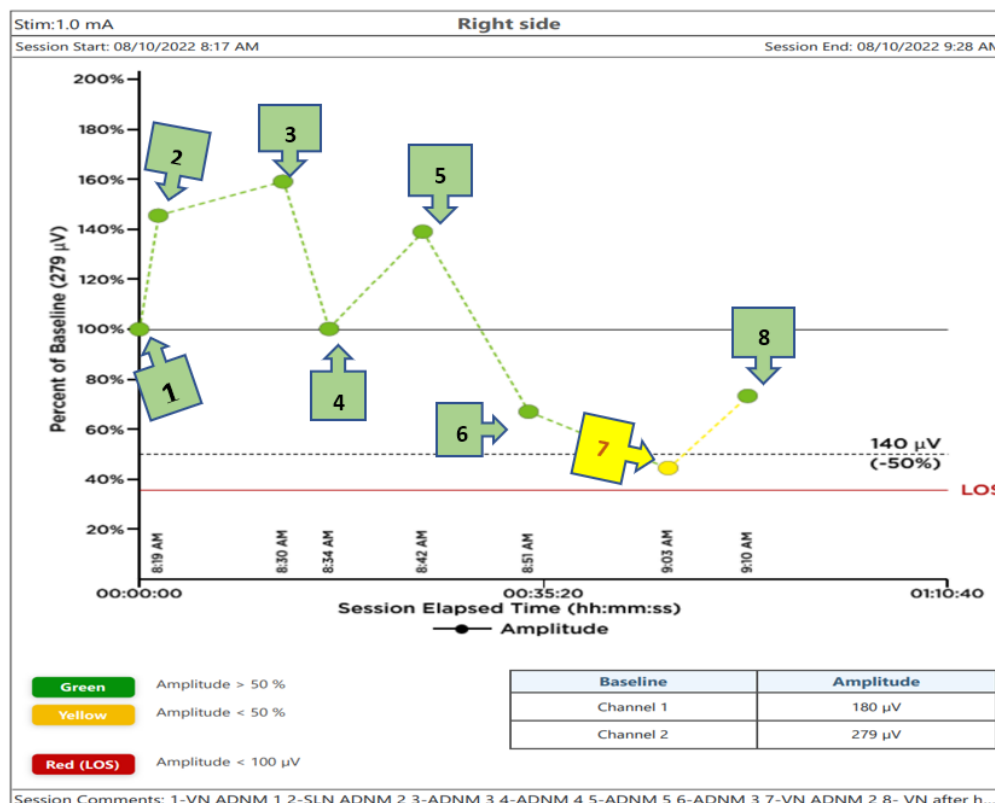 Stim:1.0 mA
Right side
Session Start: 08/10/2022 8:17 AM
Session End: 08/10/2022 9:28 AM
200%
180%
160%
140%
120%
100%
80%
60%
40%
20%
Percent of Baseline (279 µV)
1
2
3
4
5
6
7
8
140 µV
(-50%)
LOS
8:19 AM
8:30 AM
8:34 AM
8:42 AM
8:51 AM
9:03 AM
9:10 AM
00:00:00
00:35:20
01:10:40
Session Elapsed Time (hh:mm:ss)
Amplitude
Green Amplitude > 50 %
Yellow Amplitude < 50 %
Red (LOS) Amplitude < 100 µV
Baseline Amplitude
Channel 1 180 µV
Channel 2 279 µV
Session Comments: 1-VN ADNM 1 2-SLN ADNM 2 3-ADNM 3 4-ADNM 4 5-ADNM 5 6-ADNM 3 7-VN ADNM 2 8- VN after h...